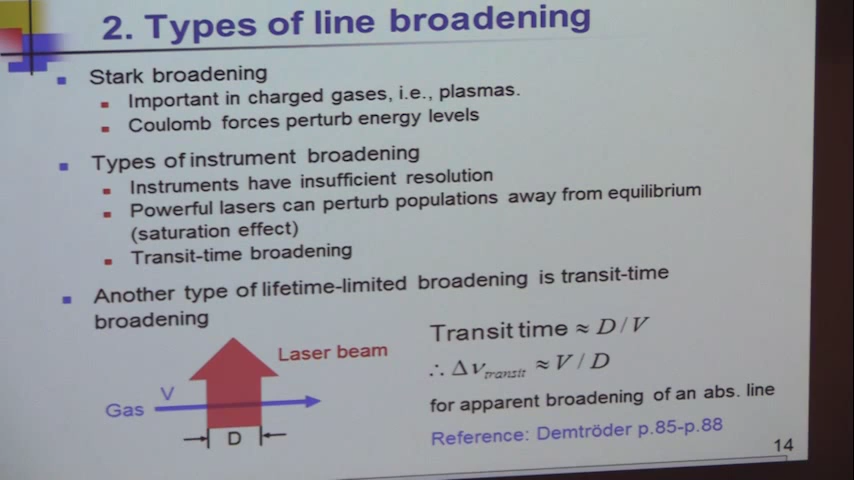 2. Types of line broadening
Stark broadening
Important in charged gases, i.e., plasmas.
Coulomb forces perturb energy levels
Types of instrument broadening
Instruments have insufficient resolution
Powerful lasers can perturb populations away from equilibrium
(saturation effect)
Transit-time broadening
Another type of lifetime-limited broadening is transit-time
broadening
Laser beam
V
Gas
D
Transit time ≈ D / V
∴ Δν_transit ≈ V / D
for apparent broadening of an abs. line
Reference: Demtröder p.85-p.88
14